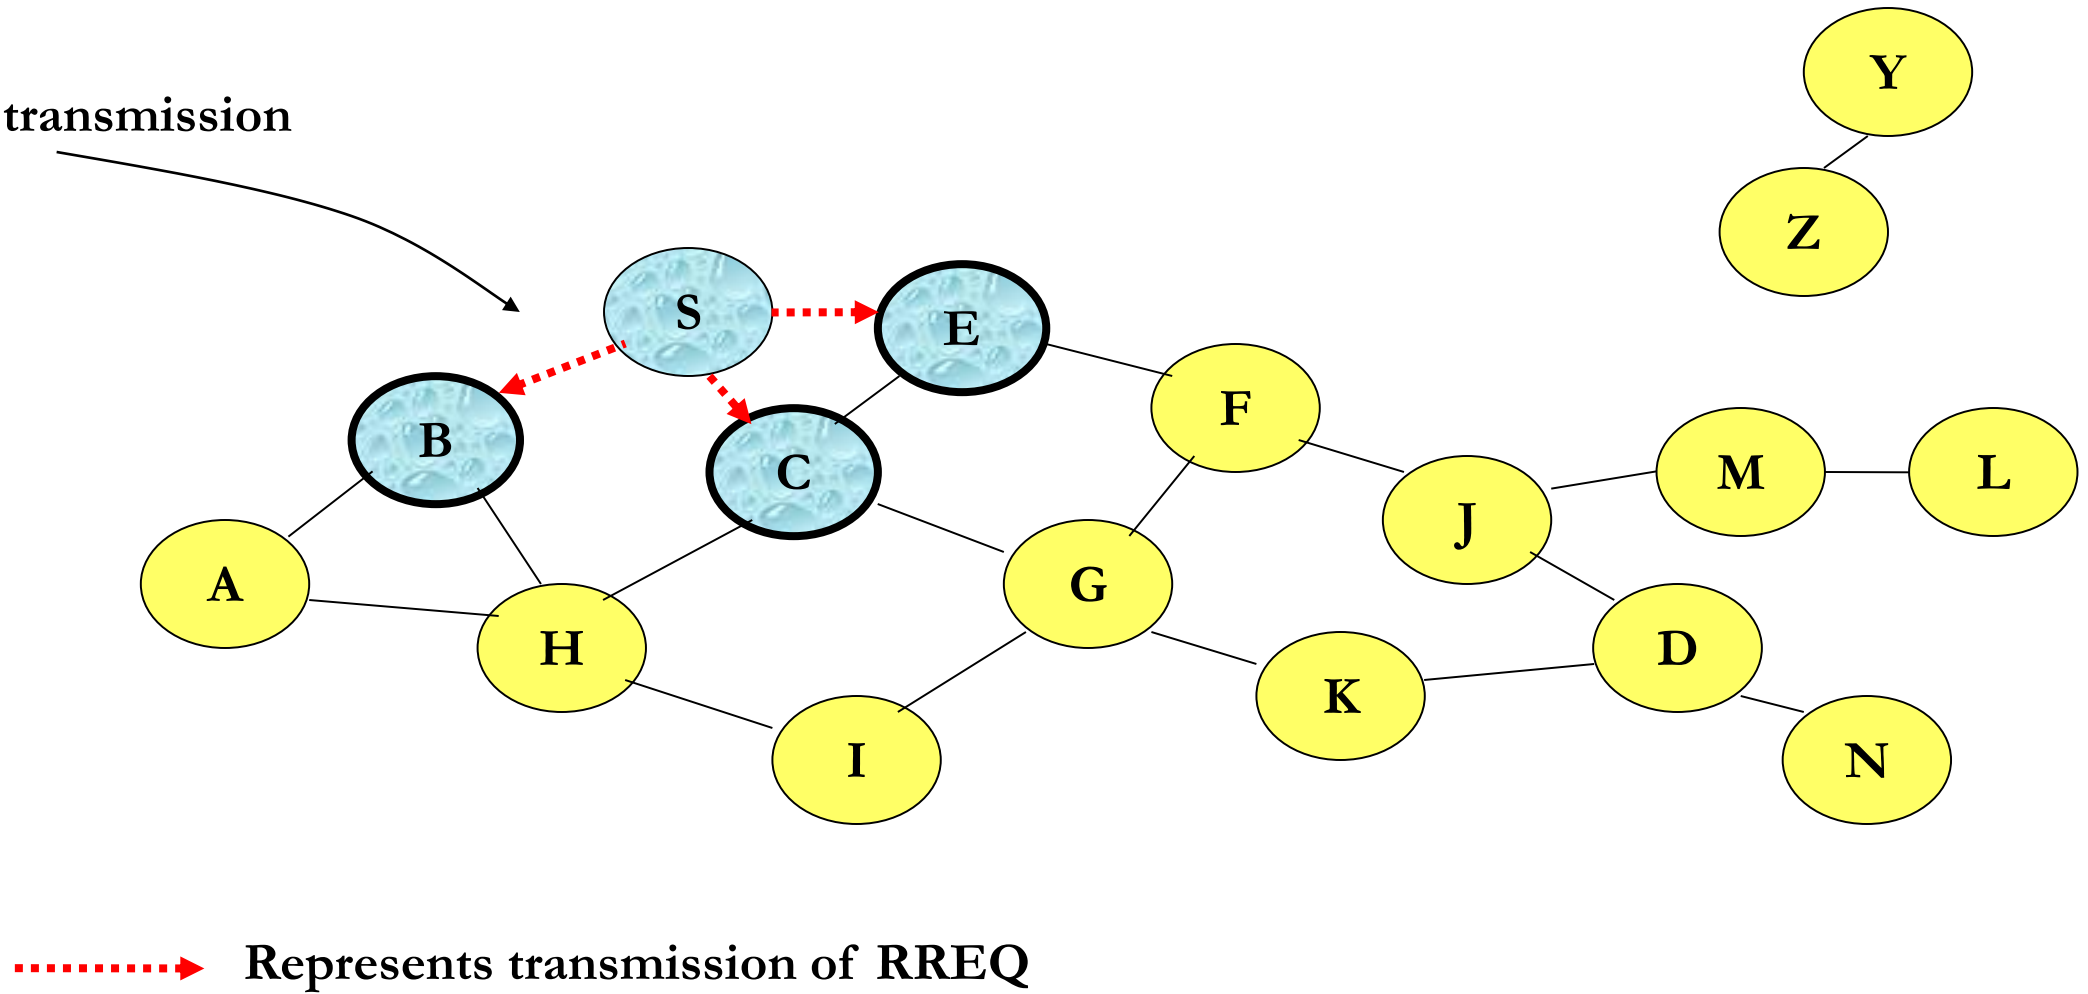 Y
transmission
Z
S
E
F
B
C
M
L
J
A
G
H
D
K
I
N
Represents transmission of RREQ